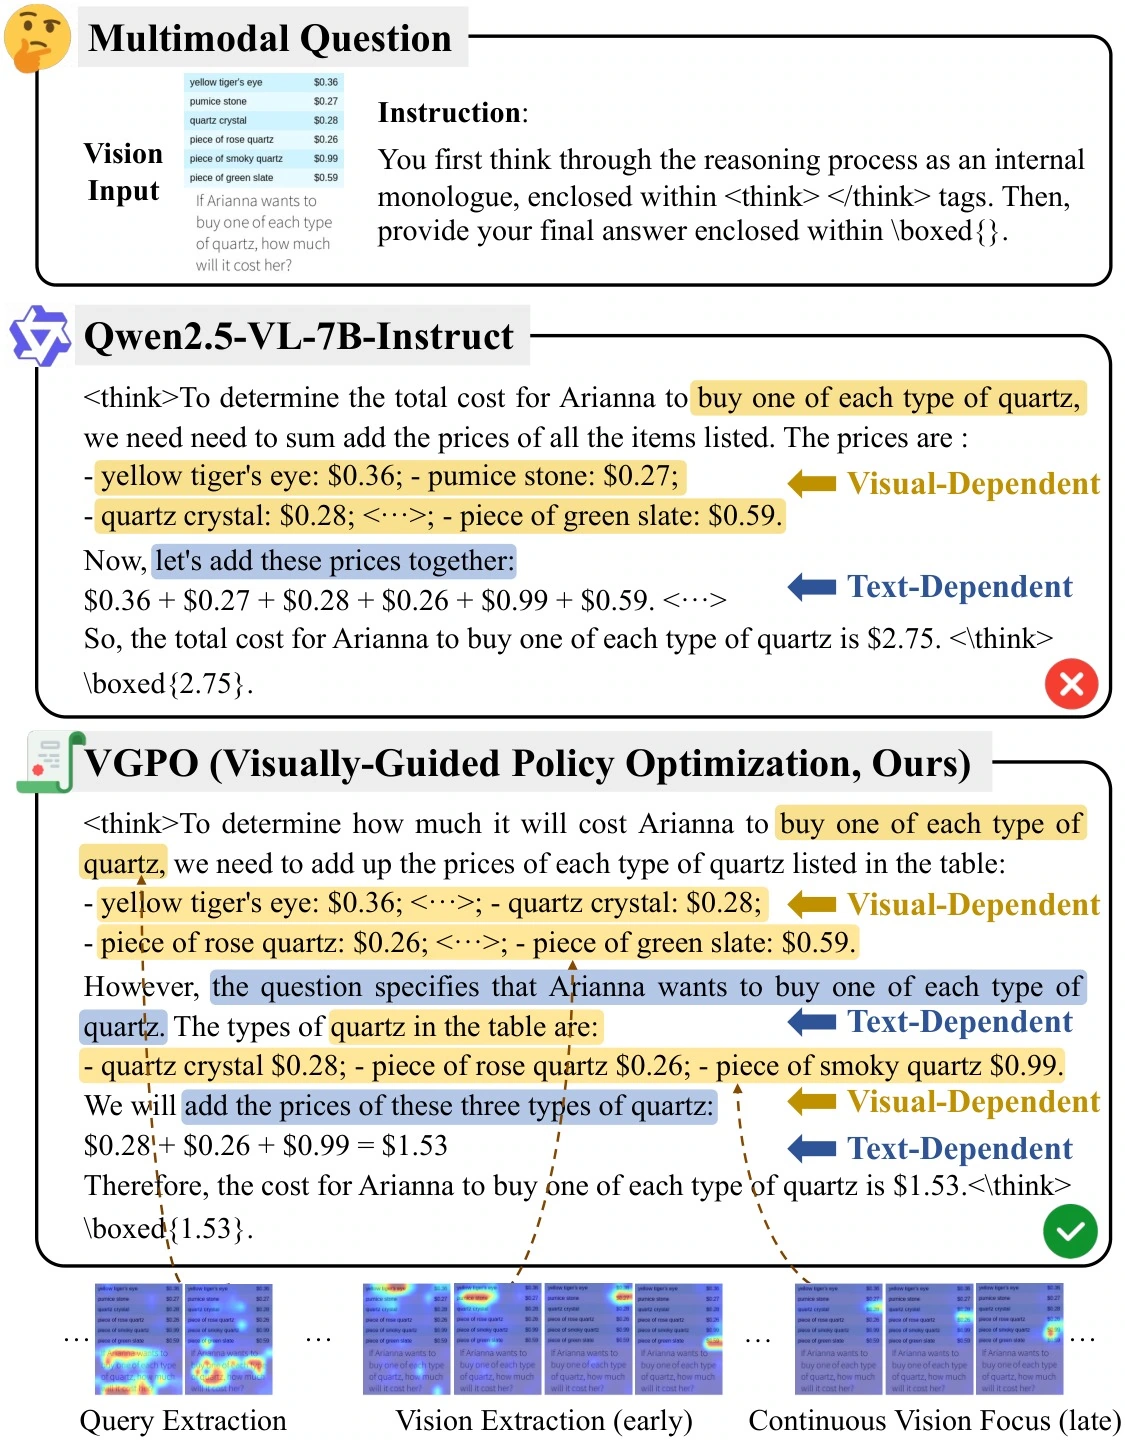 Multimodal Question
Vision
Input
yellow tiger's eye $0.36
pumice stone $0.27
quartz crystal $0.28
piece of rose quartz $0.26
piece of smoky quartz $0.99
piece of green slate $0.59
If Arianna wants to
buy one of each type
of quartz, how much
will it cost her?
Instruction:
You first think through the reasoning process as an internal
monologue, enclosed within <think> </think> tags. Then,
provide your final answer enclosed within \boxed{}.
Qwen2.5-VL-7B-Instruct
<think>To determine the total cost for Arianna to buy one of each type of quartz,
we need need to sum add the prices of all the items listed. The prices are :
- yellow tiger's eye: $0.36; - pumice stone: $0.27;
Visual-Dependent
- quartz crystal: $0.28; <···>; - piece of green slate: $0.59.
Now, let's add these prices together:
Text-Dependent
$0.36 + $0.27 + $0.28 + $0.26 + $0.99 + $0.59. <···>
So, the total cost for Arianna to buy one of each type of quartz is $2.75. <\think>
\boxed{2.75}.
VGPO (Visually-Guided Policy Optimization, Ours)
<think>To determine how much it will cost Arianna to buy one of each type of
quartz, we need to add up the prices of each type of quartz listed in the table:
- yellow tiger's eye: $0.36; <···>; - quartz crystal: $0.28;
Visual-Dependent
- piece of rose quartz: $0.26; <···>; - piece of green slate: $0.59.
However, the question specifies that Arianna wants to buy one of each type of
quartz. The types of quartz in the table are:
Text-Dependent
- quartz crystal $0.28; - piece of rose quartz $0.26; - piece of smoky quartz $0.99.
We will add the prices of these three types of quartz:
Visual-Dependent
$0.28 + $0.26 + $0.99 = $1.53
Text-Dependent
Therefore, the cost for Arianna to buy one of each type of quartz is $1.53.<\think>
\boxed{1.53}.
... ... ... ...
Query Extraction
Vision Extraction (early)
Continuous Vision Focus (late)